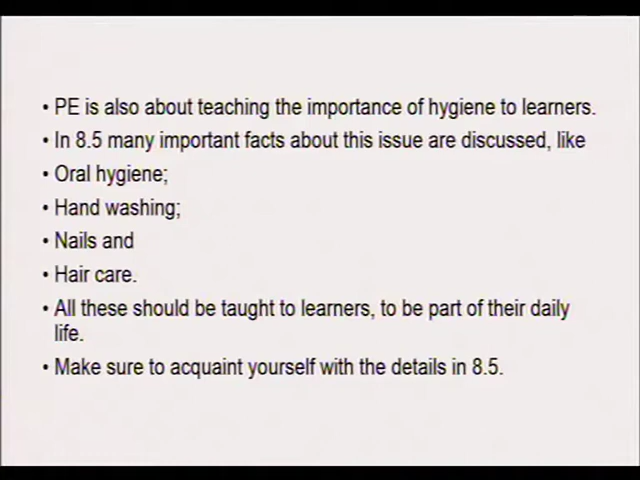 • PE is also about teaching the importance of hygiene to learners.
• In 8.5 many important facts about this issue are discussed, like
• Oral hygiene;
• Hand washing;
• Nails and
• Hair care.
• All these should be taught to learners, to be part of their daily
life.
• Make sure to acquaint yourself with the details in 8.5.